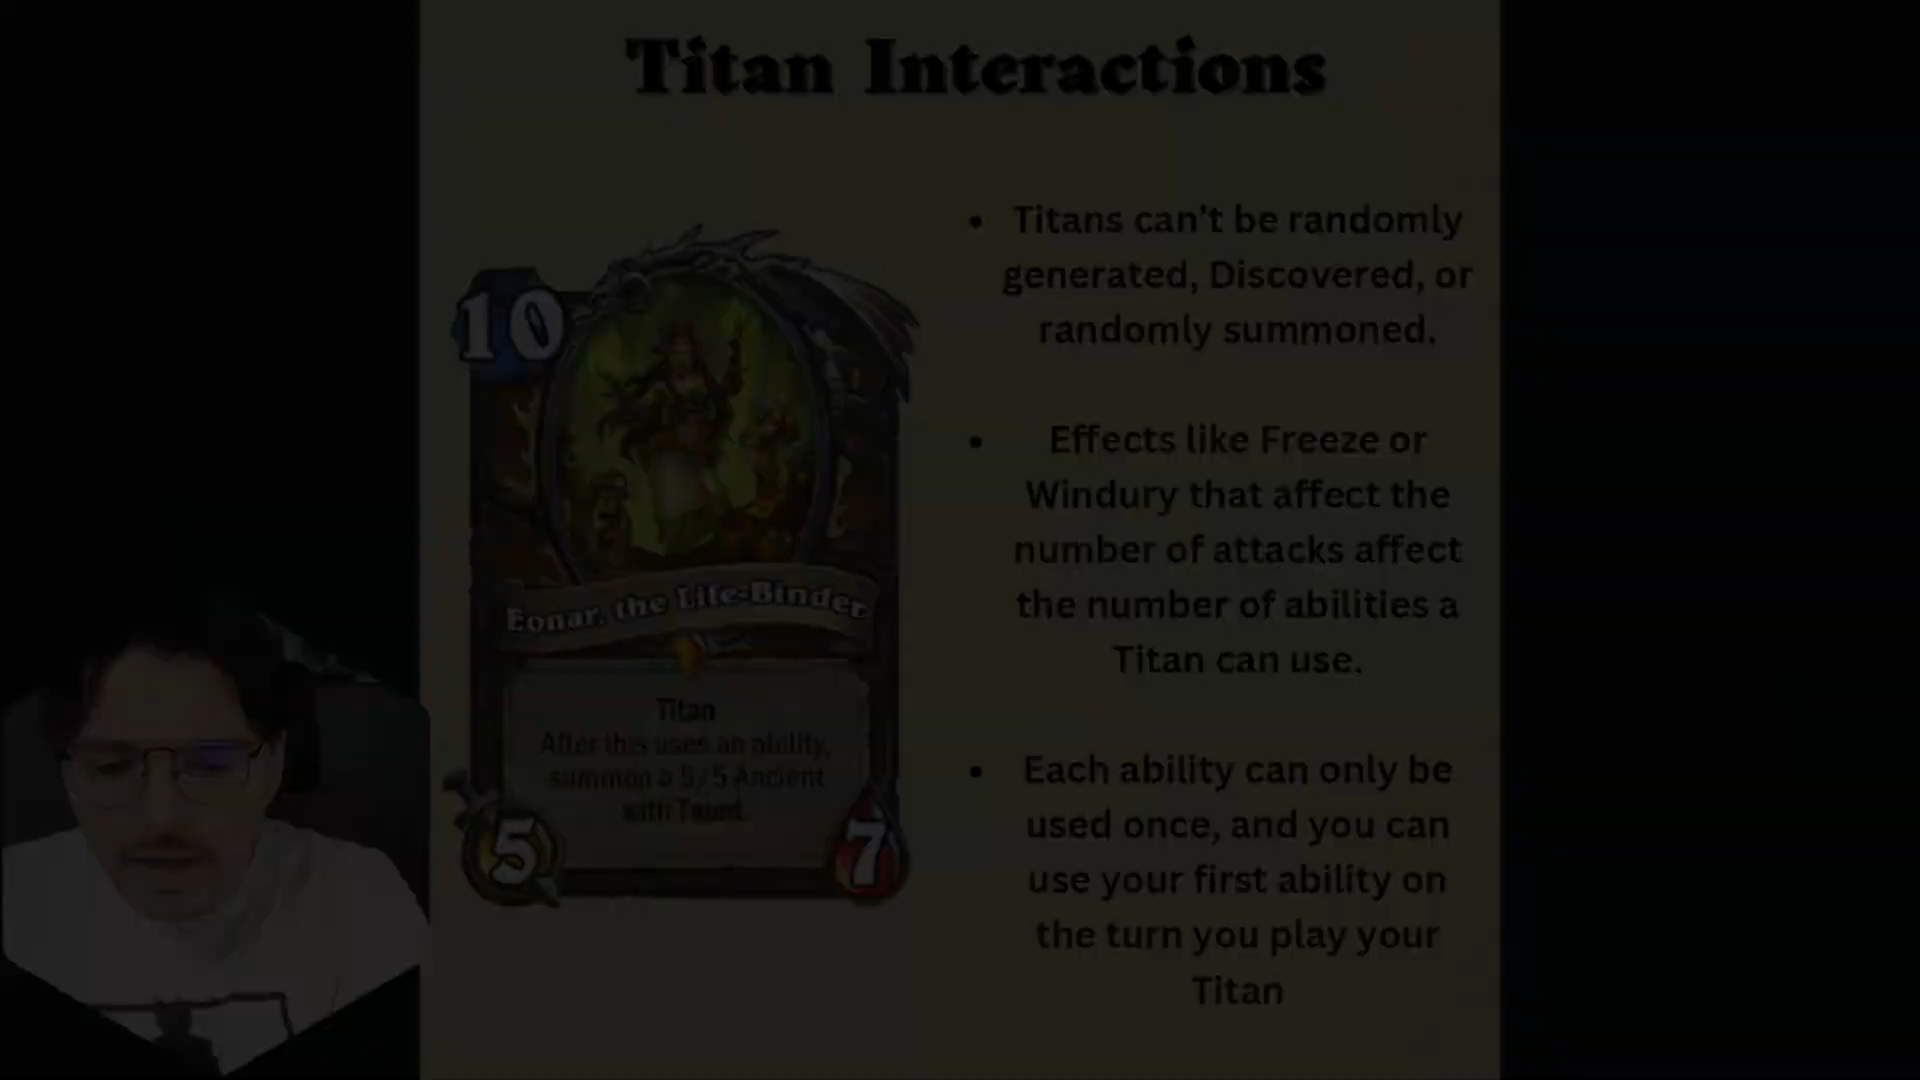 Titan Interactions
10
Eonar, the Life-Binder
Titan
After this uses an ability,
summon a 5/5 Ancient
with Taunt.
5
7
• Titans can't be randomly
generated, Discovered, or
randomly summoned.
• Effects like Freeze or
Windury that affect the
number of attacks affect
the number of abilities a
Titan can use.
• Each ability can only be
used once, and you can
use your first ability on
the turn you play your
Titan